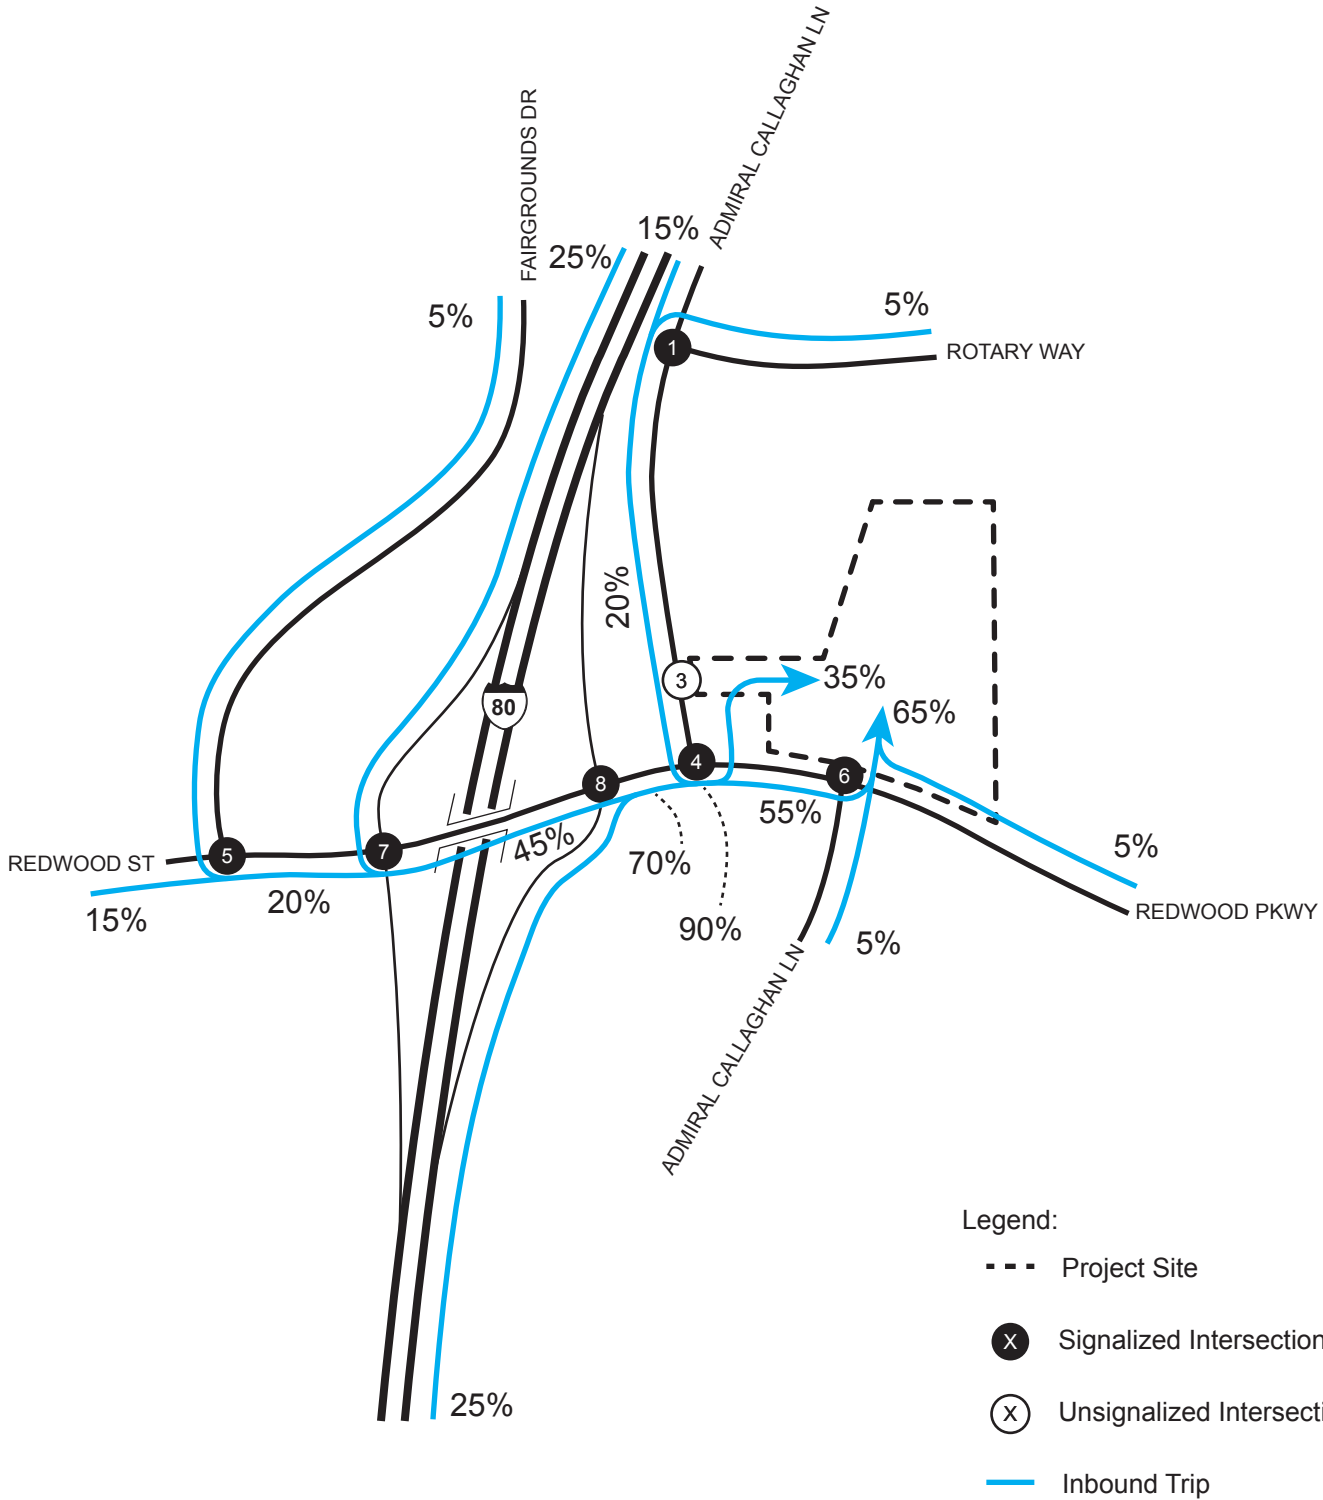 ADMIRAL CALLAGHAN LN
FAIRGROUNDS DR
15%
25%
5%
5%
1
ROTARY WAY
20%
3
35%
80
65%
4
6
8
55%
5
7
45%
REDWOOD ST
70%
5%
20%
15%
90%
5%
REDWOOD PKWY
ADMIRAL CALLAGHAN LN
25%
Legend:
Project Site
X Signalized Intersection
X Unsignalized Intersecti
Inbound Trip